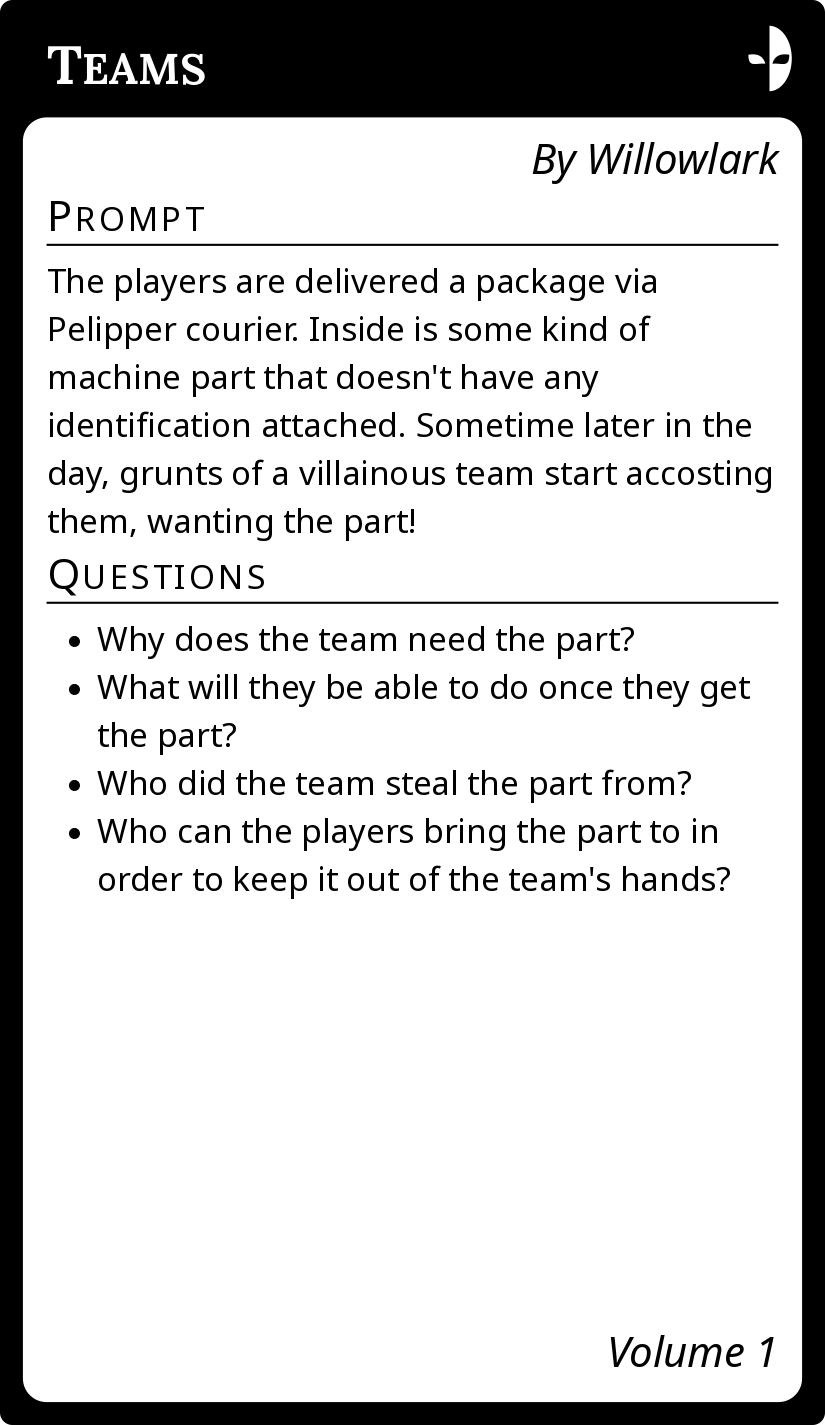 Teams
By Willowlark
Prompt
The players are delivered a package via
Pelipper courier. Inside is some kind of
machine part that doesn't have any
identification attached. Sometime later in the
day, grunts of a villainous team start accosting
them, wanting the part!
Questions
• Why does the team need the part?
• What will they be able to do once they get
the part?
• Who did the team steal the part from?
• Who can the players bring the part to in
order to keep it out of the team's hands?
Volume 1